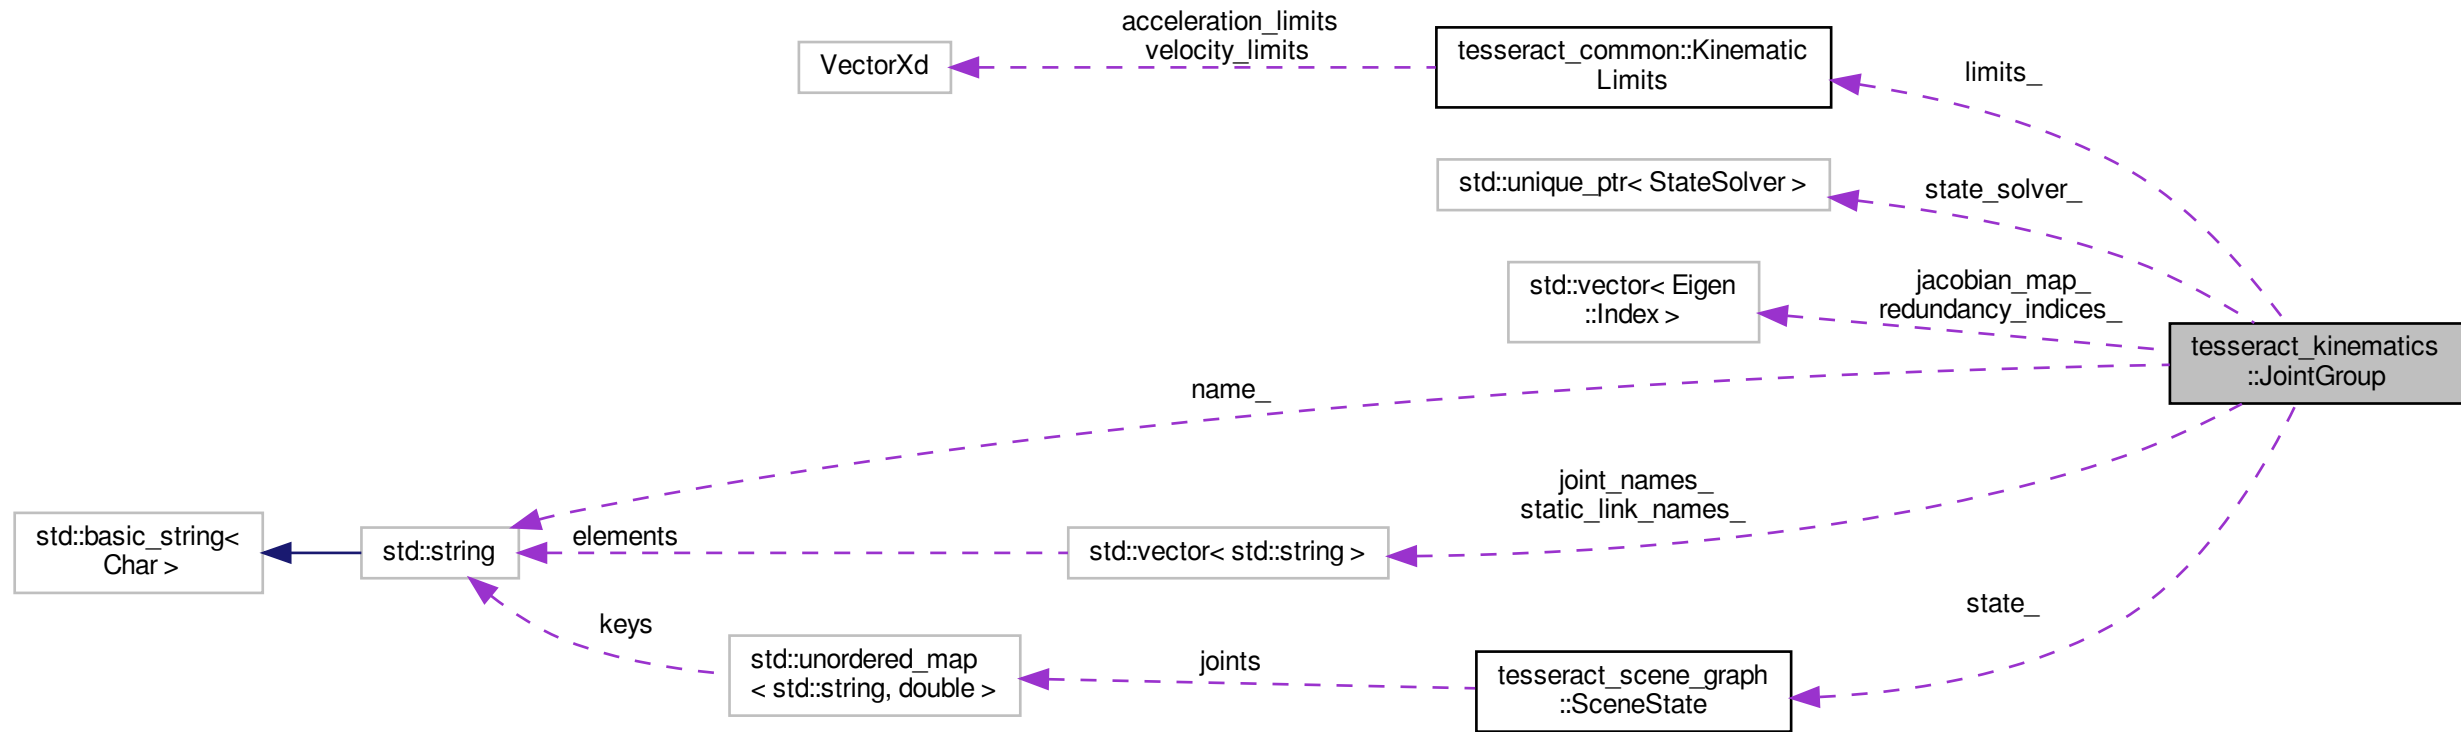 acceleration_limits
velocity_limits
VectorXd
tesseract_common::Kinematic
Limits
limits_
std::unique_ptr< StateSolver >
state_solver_
std::vector< Eigen
::Index >
jacobian_map_
redundancy_indices_
tesseract_kinematics
::JointGroup
name_
joint_names_
static_link_names_
std::basic_string<
Char >
std::string
elements
std::vector< std::string >
keys
std::unordered_map
< std::string, double >
joints
tesseract_scene_graph
::SceneState
state_